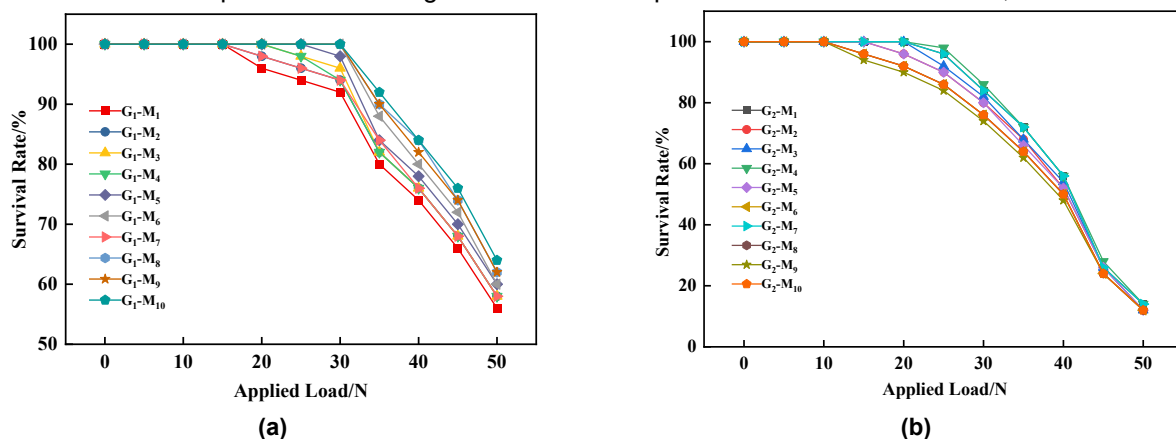 Survival Rate/%
100
90
80
70
60
50
G₁-M₁
G₁-M₂
G₁-M₃
G₁-M₄
G₁-M₅
G₁-M₆
G₁-M₇
G₁-M₈
G₁-M₉
G₁-M₁₀
0 10 20 30 40 50
Applied Load/N
(a)
Survival Rate/%
100
80
60
40
20
0
G₂-M₁
G₂-M₂
G₂-M₃
G₂-M₄
G₂-M₅
G₂-M₆
G₂-M₇
G₂-M₈
G₂-M₉
G₂-M₁₀
0 10 20 30 40 50
Applied Load/N
(b)